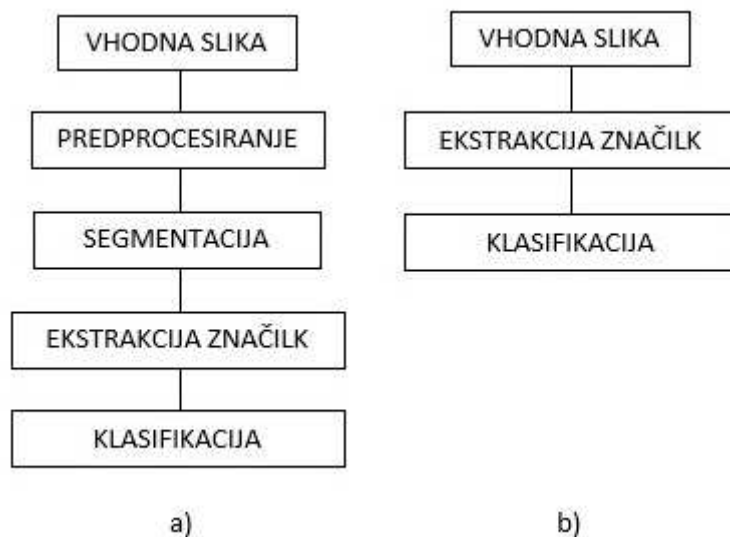 VHODNA SLIKA
PREDPROCESIRANJE
SEGMENTACIJA
EKSTRAKCIJA ZNAČILK
KLASIFIKACIJA
a)
VHODNA SLIKA
EKSTRAKCIJA ZNAČILK
KLASIFIKACIJA
b)